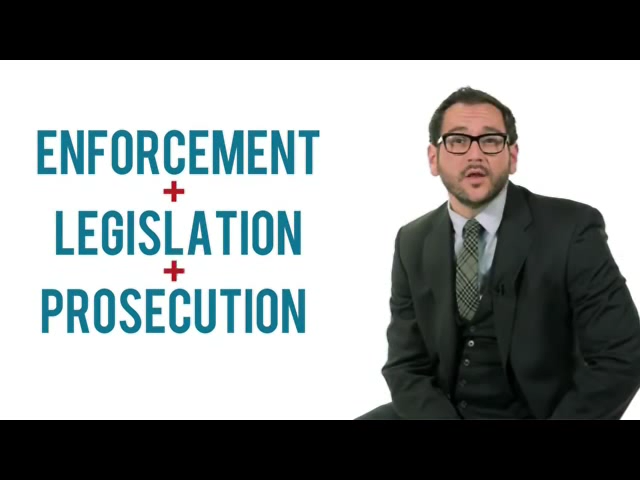 ENFORCEMENT
+
LEGISLATION
+
PROSECUTION